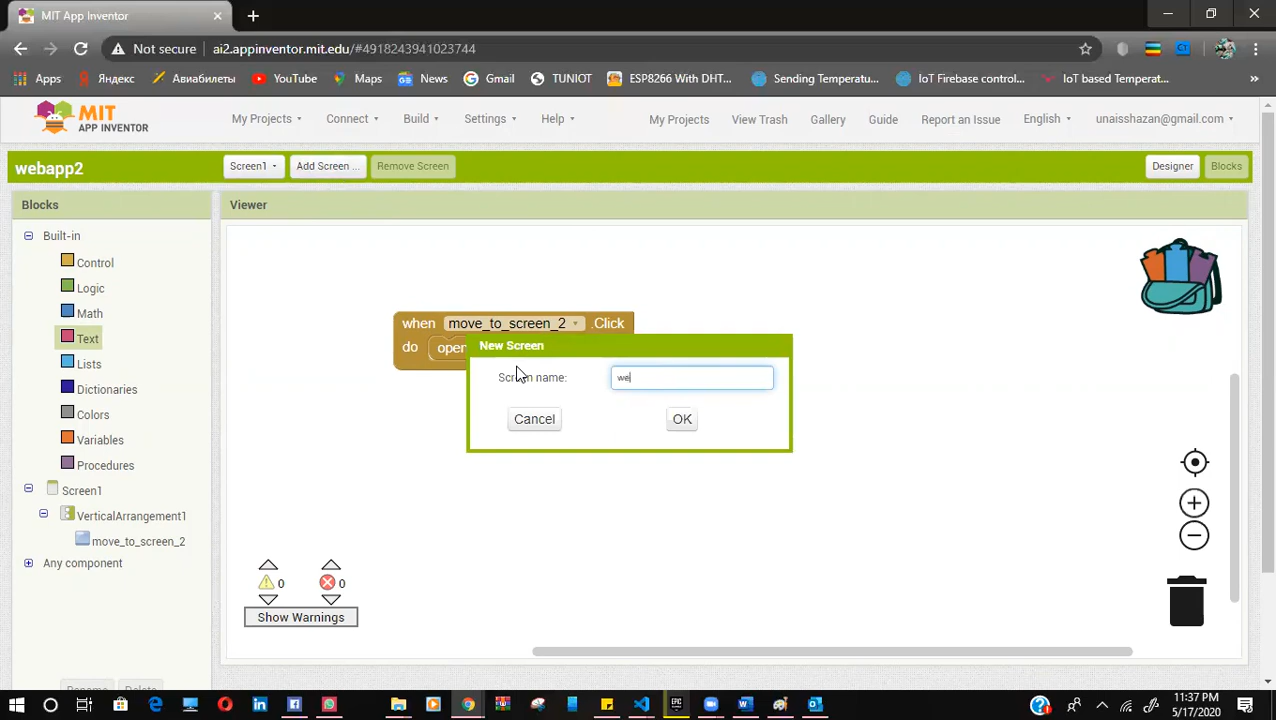 MIT App Inventor
Not secure ai2.appinventor.mit.edu/#4918243941023744
Apps Яндекс Авиабилеты YouTube Maps News Gmail TUNIOT ESP8266 With DHT... Sending Temperatu... IoT Firebase control... IoT based Temperat... »
MIT
APP INVENTOR
My Projects Connect Build Settings Help My Projects View Trash Gallery Guide Report an Issue English unaisshazan@gmail.com
webapp2 Screen1 Add Screen ... Remove Screen Designer Blocks
Blocks Viewer
Built-in
Control
Logic
Math
Text
Lists
Dictionaries
Colors
Variables
Procedures
Screen1
VerticalArrangement1
move_to_screen_2
Any component
when move_to_screen_2 .Click
do open
New Screen
Screen name: we
Cancel OK
0 0
Show Warnings
Rename Delete
11:37 PM
5/17/2020